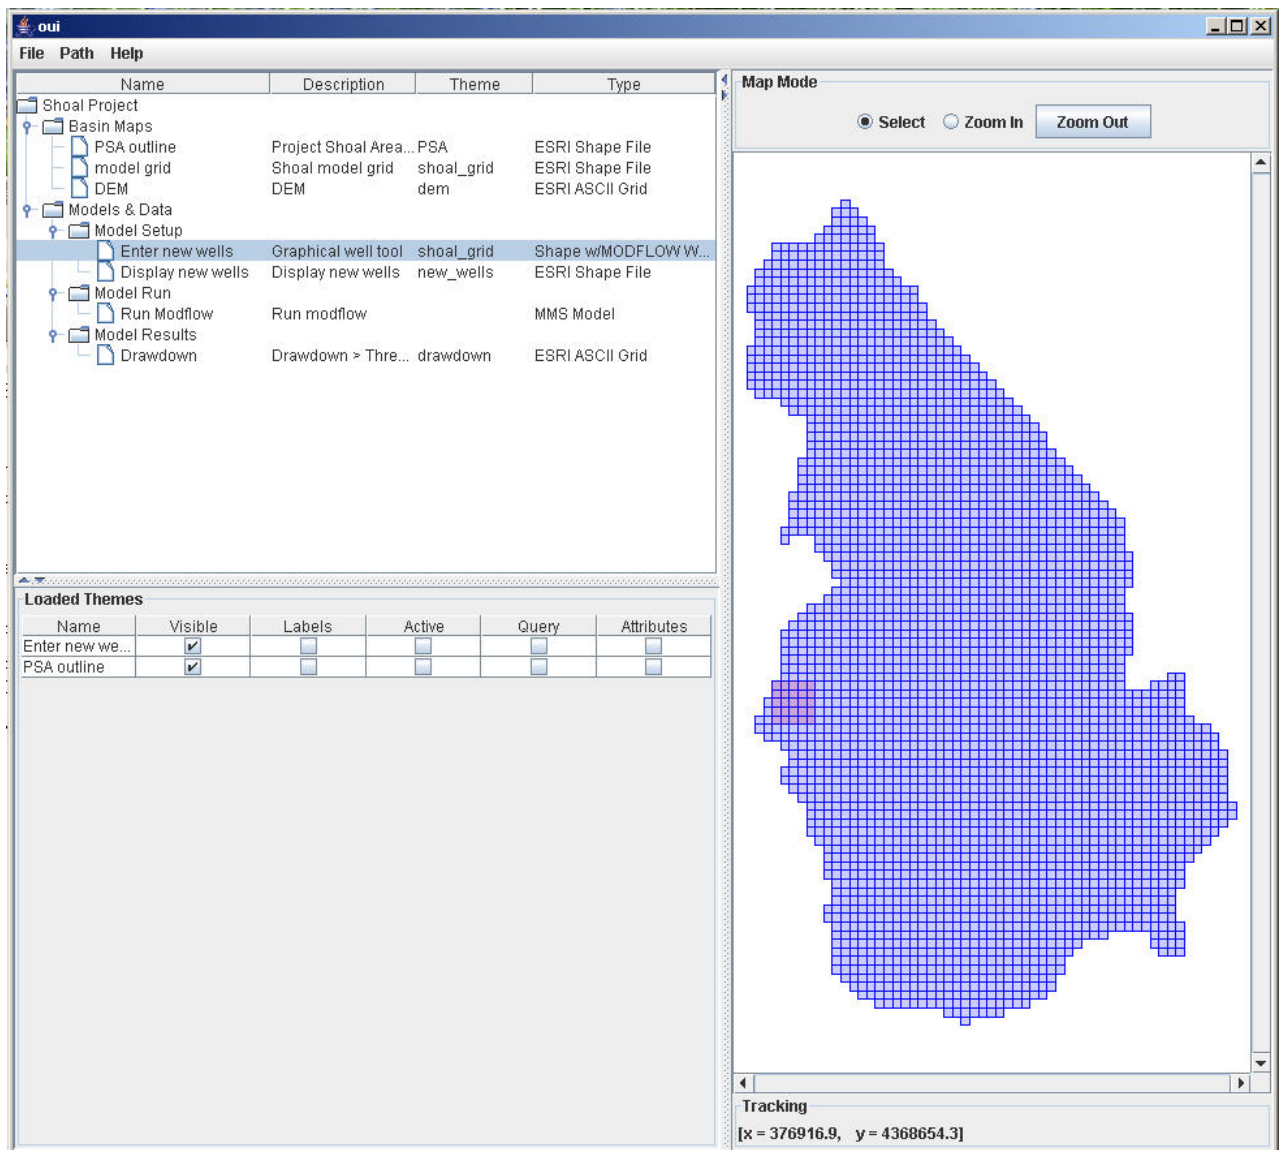 oui
File Path Help
Name Description Theme Type
Shoal Project
Basin Maps
PSA outline Project Shoal Area... PSA ESRI Shape File
model grid Shoal model grid shoal_grid ESRI Shape File
DEM DEM dem ESRI ASCII Grid
Models & Data
Model Setup
Enter new wells Graphical well tool shoal_grid Shape w/MODFLOW W...
Display new wells Display new wells new_wells ESRI Shape File
Model Run
Run Modflow Run modflow MMS Model
Model Results
Drawdown Drawdown > Thre... drawdown ESRI ASCII Grid
Loaded Themes
Name Visible Labels Active Query Attributes
Enter new we...
PSA outline
Map Mode
Select Zoom In Zoom Out
Tracking
[x = 376916.9, y = 4368654.3]